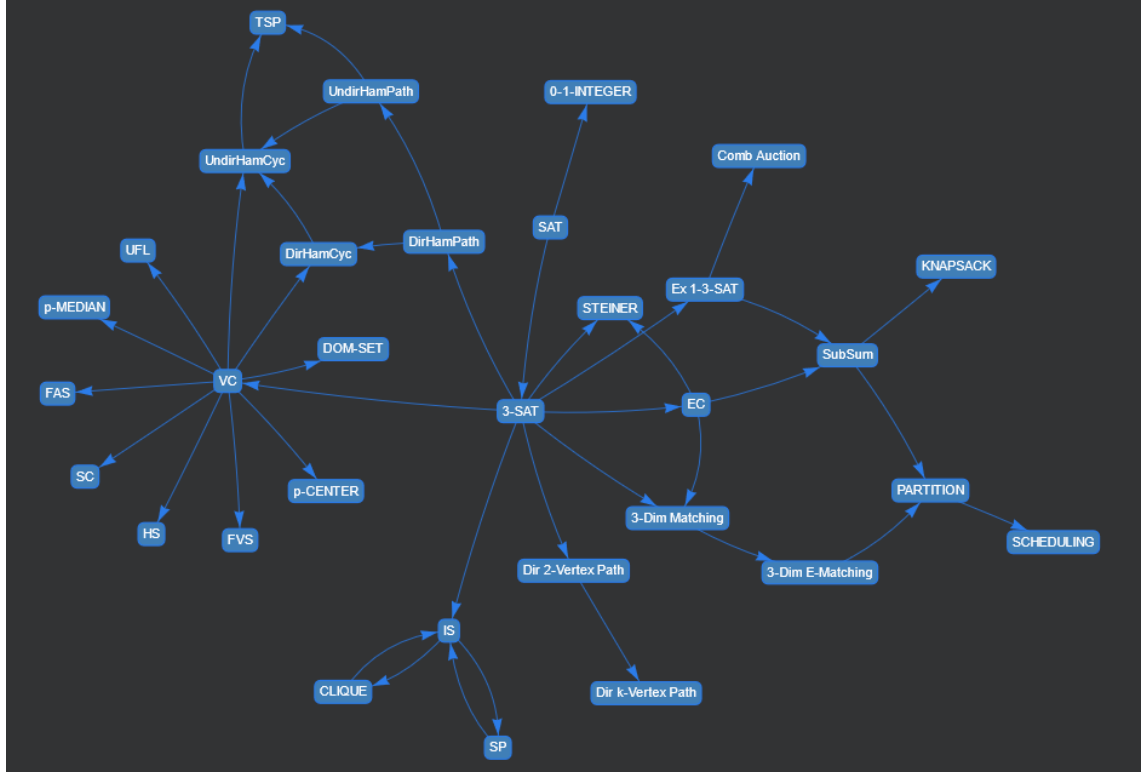 TSP
UndirHamPath
0-1-INTEGER
UndirHamCyc
Comb Auction
SAT
DirHamPath
UFL
DirHamCyc
KNAPSACK
Ex 1-3-SAT
p-MEDIAN
STEINER
DOM-SET
SubSum
VC
FAS
EC
3-SAT
SC
p-CENTER
PARTITION
3-Dim Matching
HS
FVS
SCHEDULING
Dir 2-Vertex Path
3-Dim E-Matching
IS
CLIQUE
Dir k-Vertex Path
SP